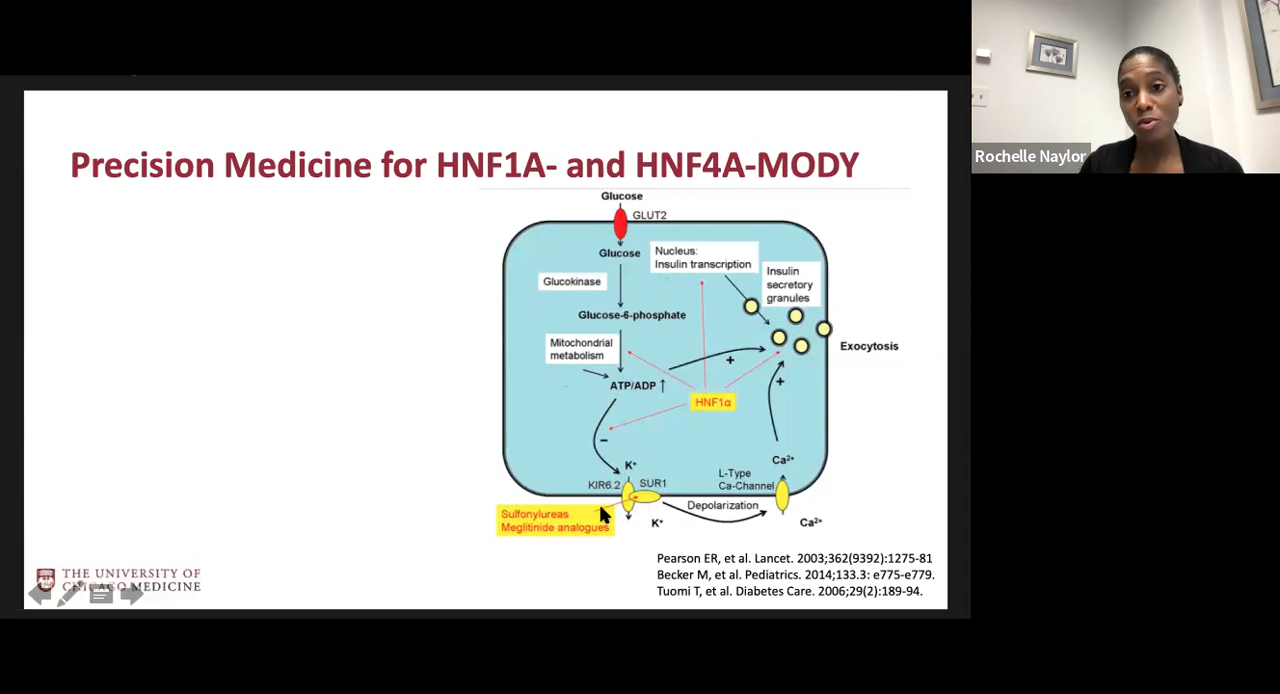 Precision Medicine for HNF1A- and HNF4A-MODY
Rochelle Naylor
Glucose
GLUT2
Glucose
Nucleus:
Insulin transcription
Insulin
secretory
granules
Glucokinase
Glucose-6-phosphate
Mitochondrial
metabolism
+
Exocytosis
ATP/ADP ↑
+
HNF1α
−
K⁺
Ca²⁺
KIR6.2
SUR1
L-Type
Ca-Channel
Depolarization
Sulfonylureas
Meglitinide analogues
K⁺
Ca²⁺
Pearson ER, et al. Lancet. 2003;362(9392):1275-81
Becker M, et al. Pediatrics. 2014;133.3: e775-e779.
Tuomi T, et al. Diabetes Care. 2006;29(2):189-94.
THE UNIVERSITY OF
CHICAGO MEDICINE